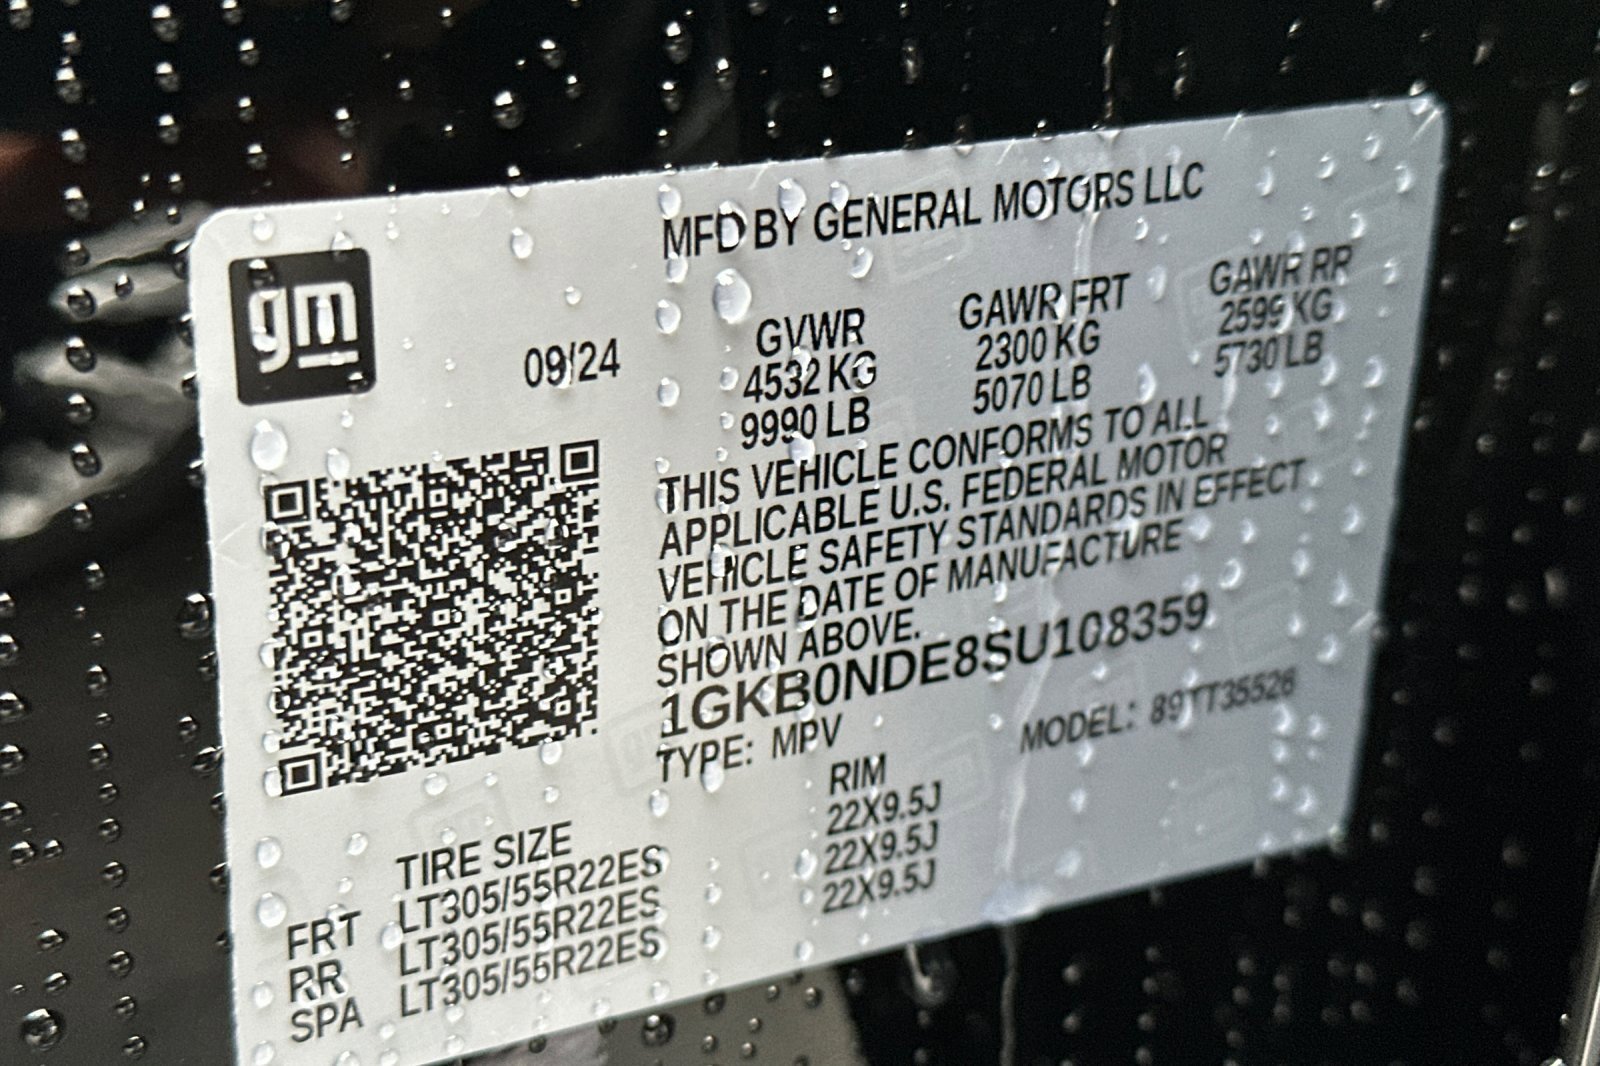 MFD BY GENERAL MOTORS LLC
gm
09/24
GVWR GAWR FRT GAWR RR
4532 KG 2300 KG 2599 KG
9990 LB 5070 LB 5730 LB
THIS VEHICLE CONFORMS TO ALL
APPLICABLE U.S. FEDERAL MOTOR
VEHICLE SAFETY STANDARDS IN EFFECT
ON THE DATE OF MANUFACTURE
SHOWN ABOVE.
1GKB0NDE8SU108359
TYPE: MPV MODEL: 89TT35526
TIRE SIZE RIM
FRT LT305/55R22ES 22X9.5J
RR LT305/55R22ES 22X9.5J
SPA LT305/55R22ES 22X9.5J